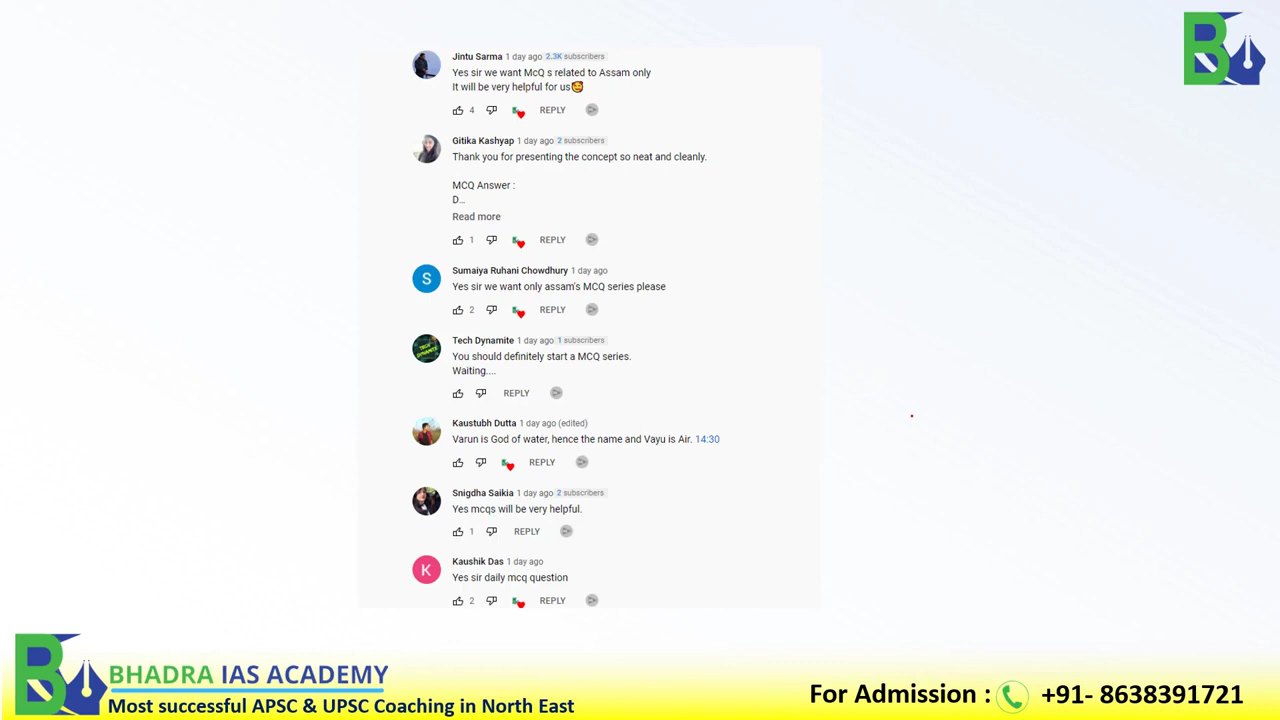 Jintu Sarma 1 day ago 2.3K subscribers
Yes sir we want McQ s related to Assam only
It will be very helpful for us🥰
4 REPLY
Gitika Kashyap 1 day ago 2 subscribers
Thank you for presenting the concept so neat and cleanly.
MCQ Answer :
D...
Read more
1 REPLY
S
Sumaiya Ruhani Chowdhury 1 day ago
Yes sir we want only assam's MCQ series please
2 REPLY
TECH DYNAMITE
Tech Dynamite 1 day ago 1 subscribers
You should definitely start a MCQ series.
Waiting....
REPLY
Kaustubh Dutta 1 day ago (edited)
Varun is God of water, hence the name and Vayu is Air. 14:30
REPLY
Snigdha Saikia 1 day ago 2 subscribers
Yes mcqs will be very helpful.
1 REPLY
K
Kaushik Das 1 day ago
Yes sir daily mcq question
2 REPLY
BHADRA IAS ACADEMY
Most successful APSC & UPSC Coaching in North East
For Admission : +91- 8638391721